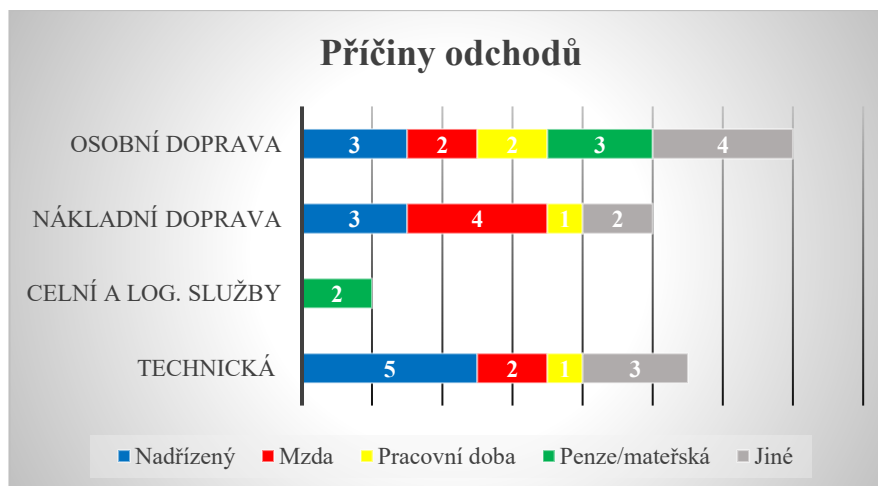 Příčiny odchodů
OSOBNÍ DOPRAVA 3 2 2 3 4
NÁKLADNÍ DOPRAVA 3 4 1 2
CELNÍ A LOG. SLUŽBY 2
TECHNICKÁ 5 2 1 3
Nadřízený Mzda Pracovní doba Penze/mateřská Jiné